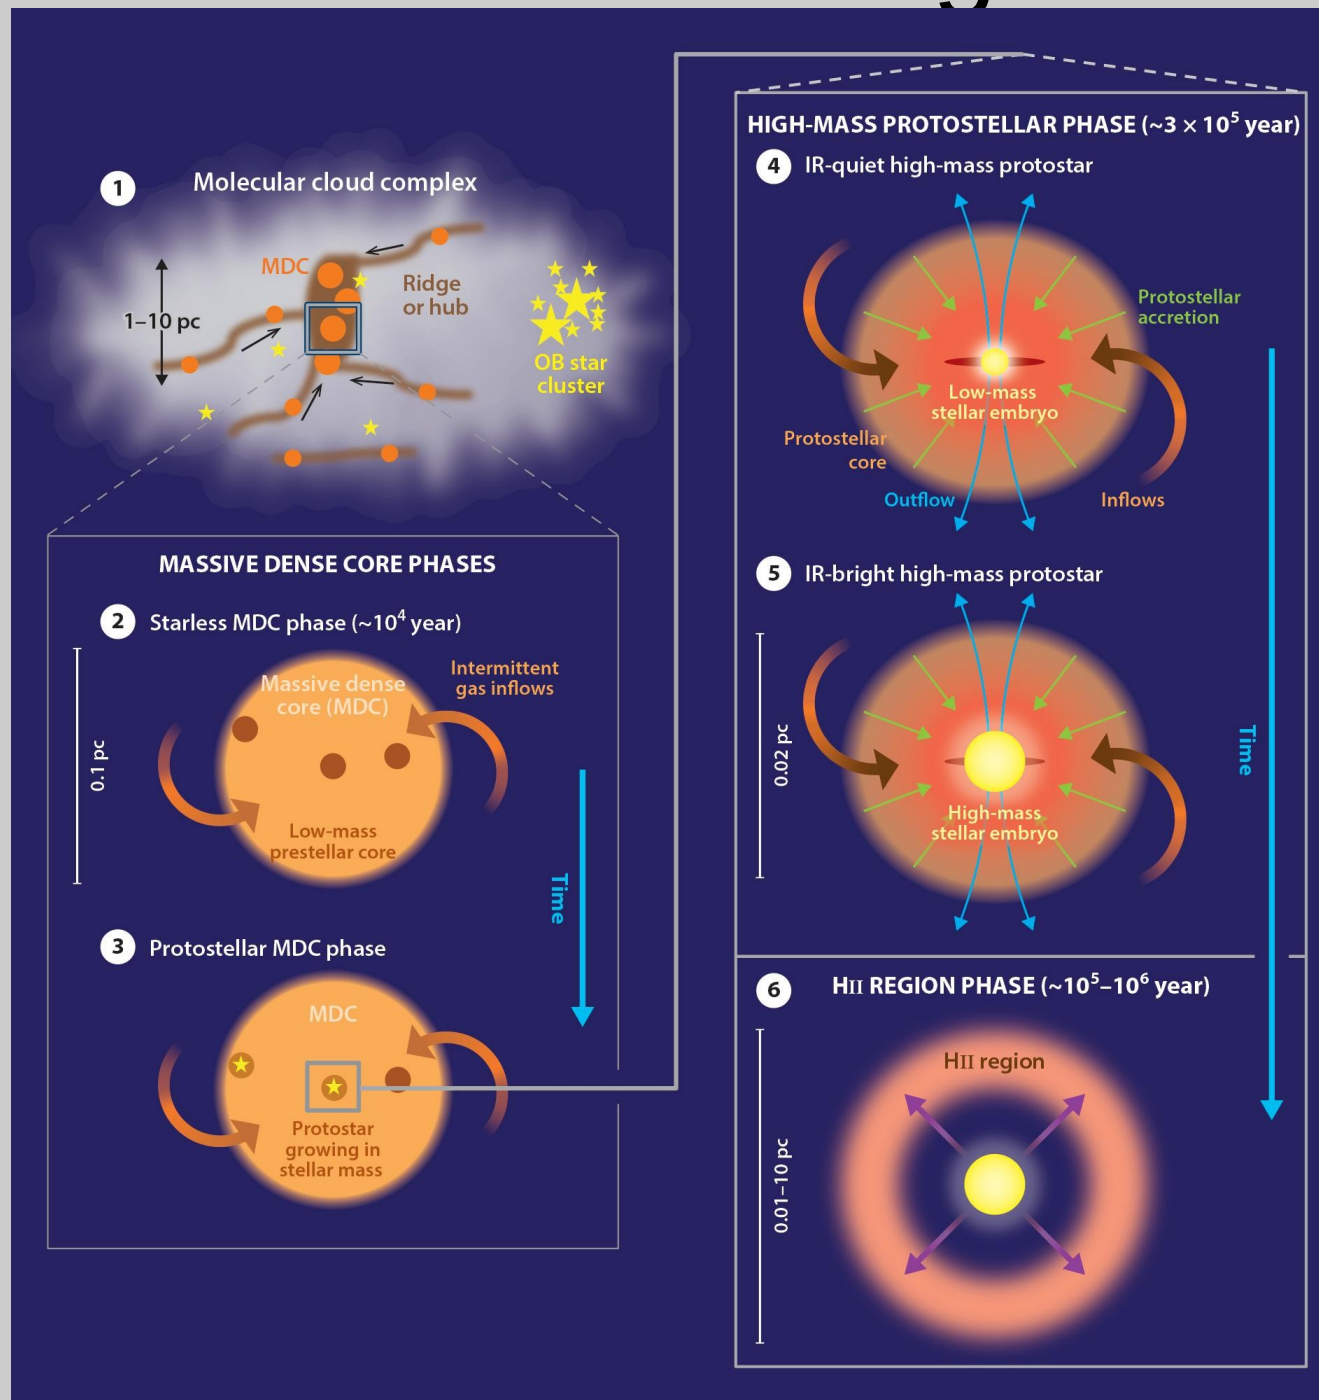 1
Molecular cloud complex
MDC
Ridge
or hub
1–10 pc
OB star
cluster
MASSIVE DENSE CORE PHASES
2 Starless MDC phase (~10⁴ year)
Massive dense
core (MDC)
Intermittent
gas inflows
0.1 pc
Low-mass
prestellar core
Time
3 Protostellar MDC phase
MDC
Protostar
growing in
stellar mass
HIGH-MASS PROTOSTELLAR PHASE (~3 × 10⁵ year)
4 IR-quiet high-mass protostar
Protostellar
accretion
Low-mass
stellar embryo
Protostellar
core
Outflow
Inflows
5 IR-bright high-mass protostar
0.02 pc
High-mass
stellar embryo
Time
6 HII REGION PHASE (~10⁵–10⁶ year)
HII region
0.01–10 pc